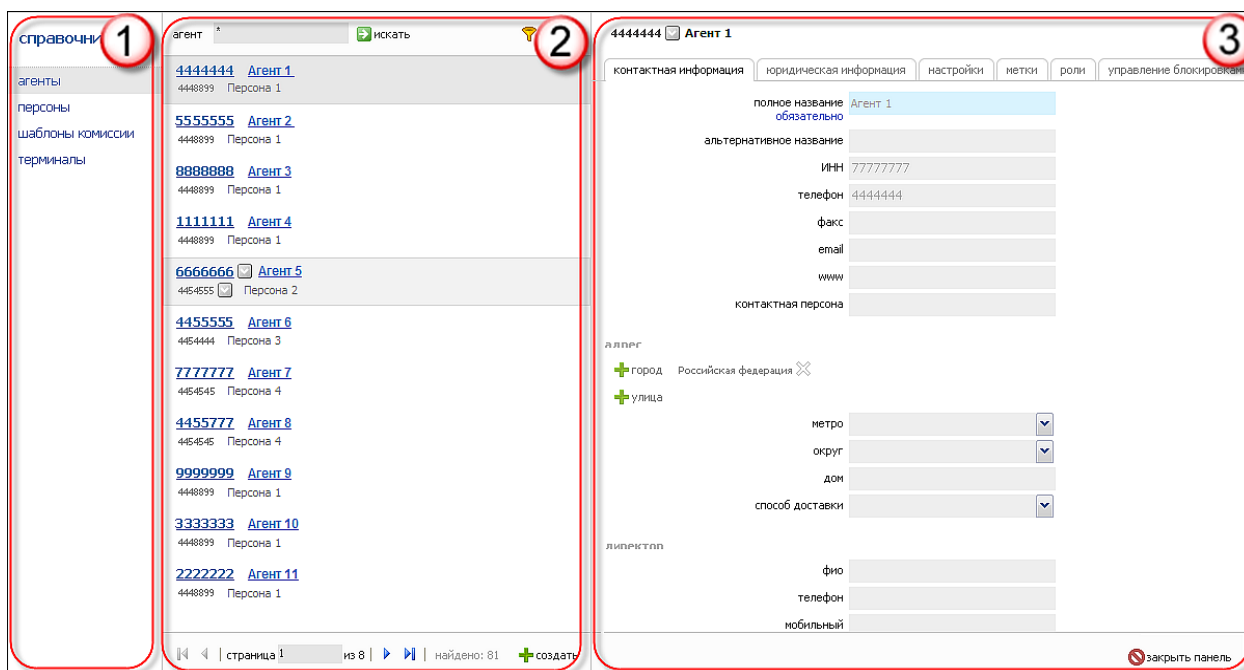 справочни
1
агенты
персоны
шаблоны комиссии
терминалы
агент * искать
2
4444444 Агент 1
4448899 Персона 1
5555555 Агент 2
4448899 Персона 1
8888888 Агент 3
4448899 Персона 1
1111111 Агент 4
4448899 Персона 1
6666666 Агент 5
4454555 Персона 2
4455555 Агент 6
4454444 Персона 3
7777777 Агент 7
4454545 Персона 4
4455777 Агент 8
4454545 Персона 4
9999999 Агент 9
4448899 Персона 1
3333333 Агент 10
4448899 Персона 1
2222222 Агент 11
4448899 Персона 1
страница 1 из 8 найдено: 81 создать
4444444 Агент 1
3
контактная информация юридическая информация настройки метки роли управление блокировками
полное название Агент 1
обязательно
альтернативное название
ИНН 77777777
телефон 4444444
факс
email
www
контактная персона
адрес
город Российская федерация
улица
метро
округ
дом
способ доставки
директор
фио
телефон
мобильный
закрыть панель